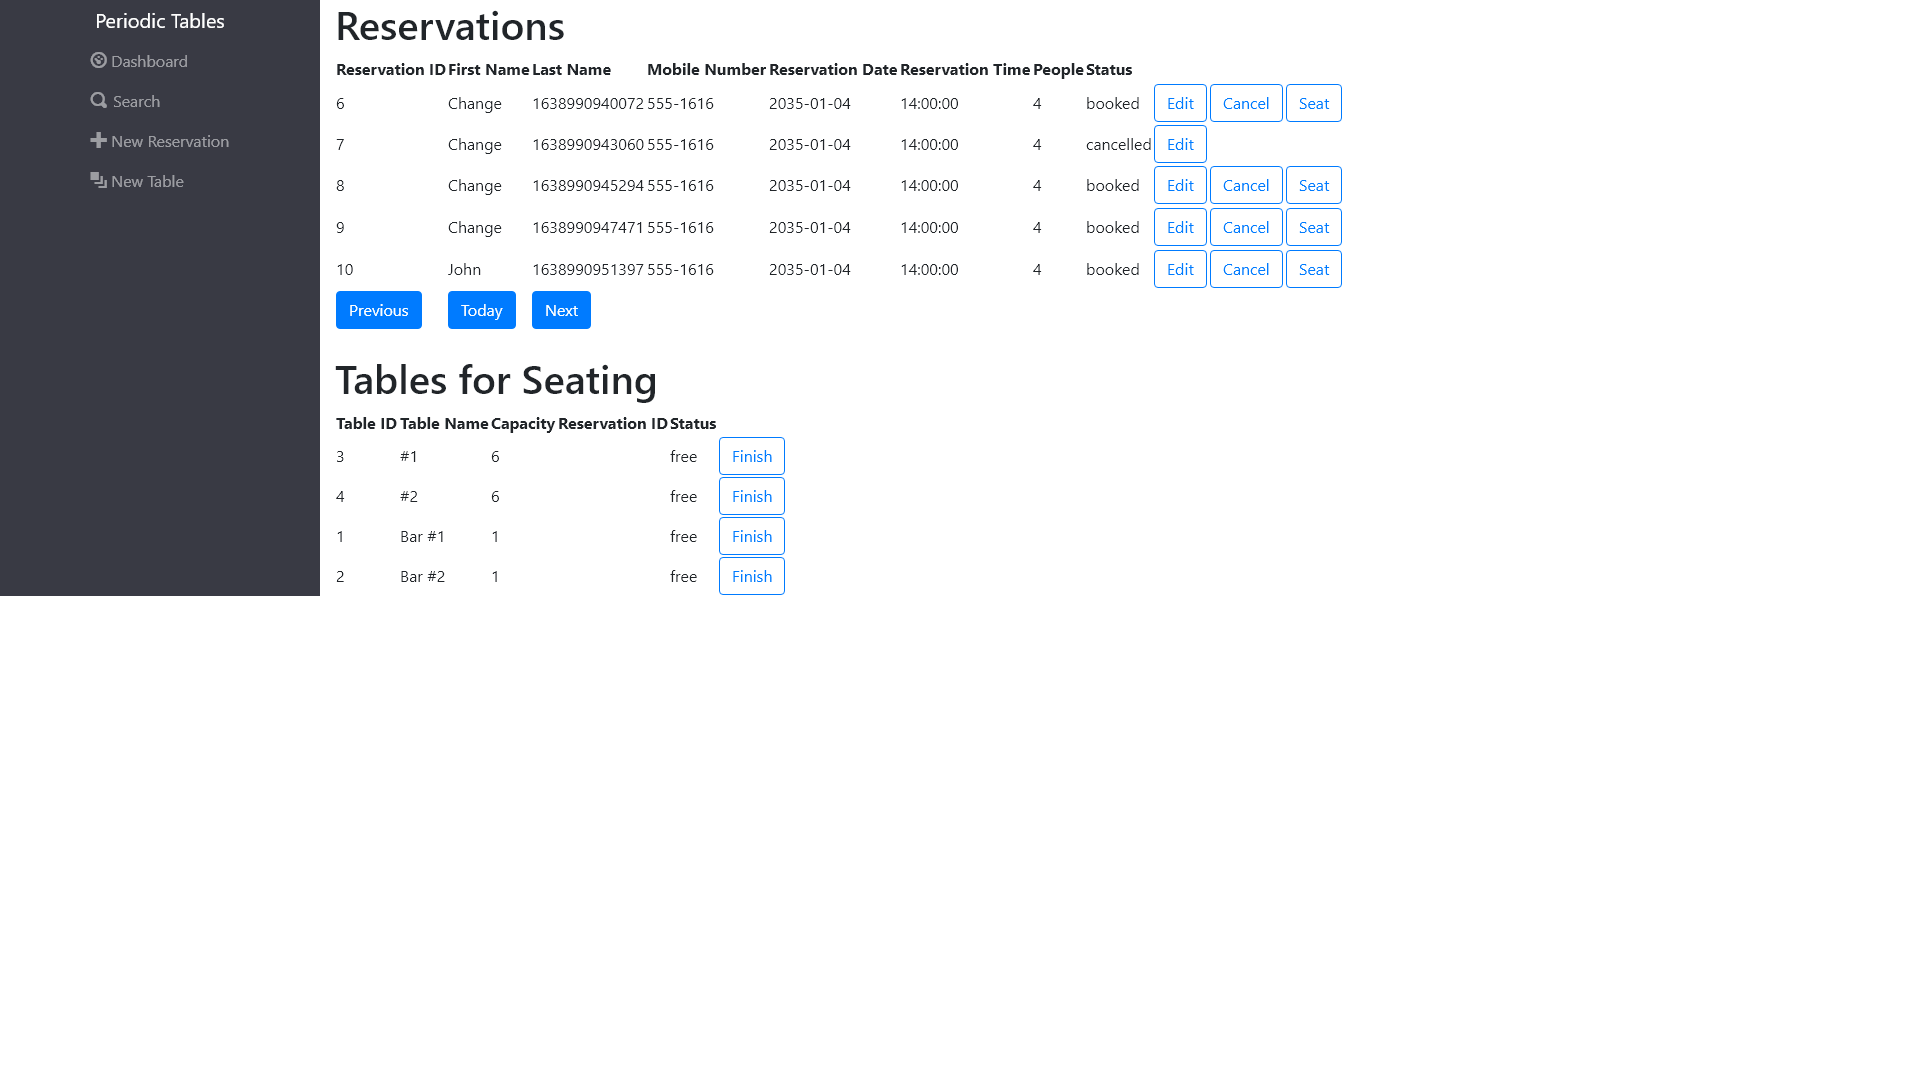 Periodic Tables
Dashboard
Search
New Reservation
New Table
Reservations
Reservation ID First Name Last Name Mobile Number Reservation Date Reservation Time People Status
6 Change 1638990940072 555-1616 2035-01-04 14:00:00 4 booked Edit Cancel Seat
7 Change 1638990943060 555-1616 2035-01-04 14:00:00 4 cancelled Edit
8 Change 1638990945294 555-1616 2035-01-04 14:00:00 4 booked Edit Cancel Seat
9 Change 1638990947471 555-1616 2035-01-04 14:00:00 4 booked Edit Cancel Seat
10 John 1638990951397 555-1616 2035-01-04 14:00:00 4 booked Edit Cancel Seat
Previous Today Next
Tables for Seating
Table ID Table Name Capacity Reservation ID Status
3 #1 6 free Finish
4 #2 6 free Finish
1 Bar #1 1 free Finish
2 Bar #2 1 free Finish